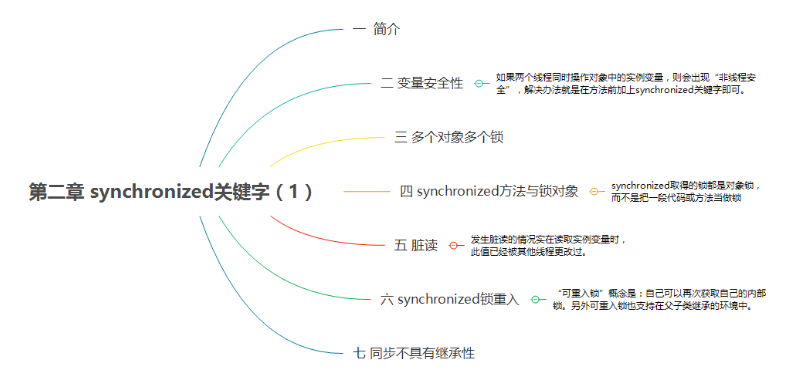 一 简介
二 变量安全性
如果两个线程同时操作对象中的实例变量，则会出现“非线程安
全”，解决办法就是在方法前加上synchronized关键字即可。
三 多个对象多个锁
第二章 synchronized关键字（1）
四 synchronized方法与锁对象
synchronized取得的锁都是对象锁，
而不是把一段代码或方法当做锁
五 脏读
发生脏读的情况实在读取实例变量时，
此值已经被其他线程更改过。
六 synchronized锁重入
“可重入锁”概念是：自己可以再次获取自己的内部
锁。另外可重入锁也支持在父子类继承的环境中。
七 同步不具有继承性